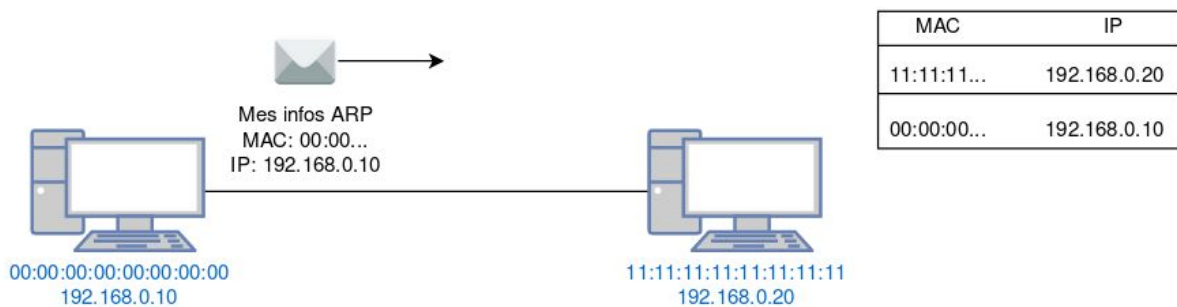 Mes infos ARP
MAC: 00:00...
IP: 192.168.0.10
00:00:00:00:00:00:00:00
192.168.0.10
11:11:11:11:11:11:11:11
192.168.0.20
MAC IP
11:11:11... 192.168.0.20
00:00:00... 192.168.0.10